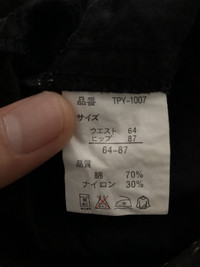 品番 TPY-1007
サイズ
ウエスト 64
ヒップ 87
64-87
品質
綿 70%
ナイロン 30%